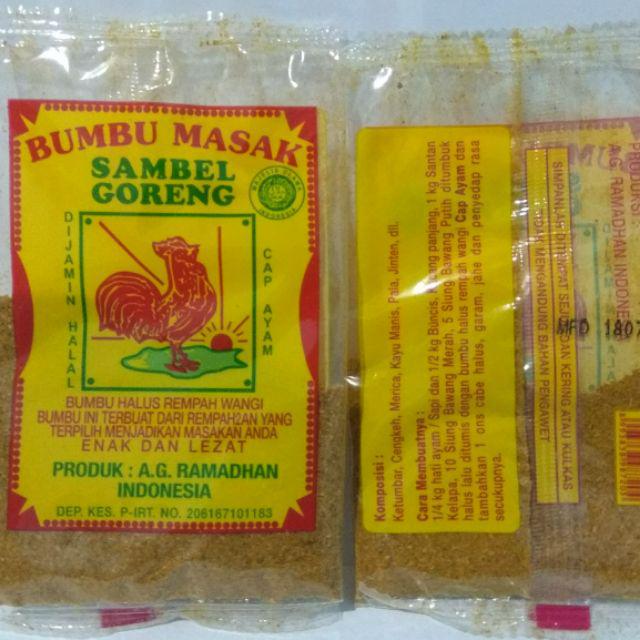 BUMBU MASAK
SAMBEL
GORENG
MAJELIS ULAMA
INDONESIA
DIJAMIN HALAL
CAP AYAM
BUMBU HALUS REMPAH WANGI
BUMBU INI TERBUAT DARI REMPAH2AN YANG
TERPILIH MENJADIKAN MASAKAN ANDA
ENAK DAN LEZAT
PRODUK : A.G. RAMADHAN
INDONESIA
DEP. KES. P-IRT. NO. 206167101183
Komposisi :
Ketumbar, Cengkeh, Merica, Kayu Manis, Pala, Jinten, dll.
Cara Membuatnya :
1/4 kg hati ayam / Sapi dan 1/2 kg Buncis, kacang panjang, 1 kg Santan
Kelapa, 10 Siung Bawang Merah, 5 Siung Bawang Putih ditumbuk
halus lalu ditumis dengan bumbu halus rempah wangi Cap Ayam dan
tambahkan 1 ons cabe halus, garam, jahe dan penyedap rasa
secukupnya.
SIMPANLAH DITEMPAT SEJUK DAN KERING ATAU KULKAS
TIDAK MENGANDUNG BAHAN PENGAWET
A.G. RAMADHAN INDONE
MFD 1807